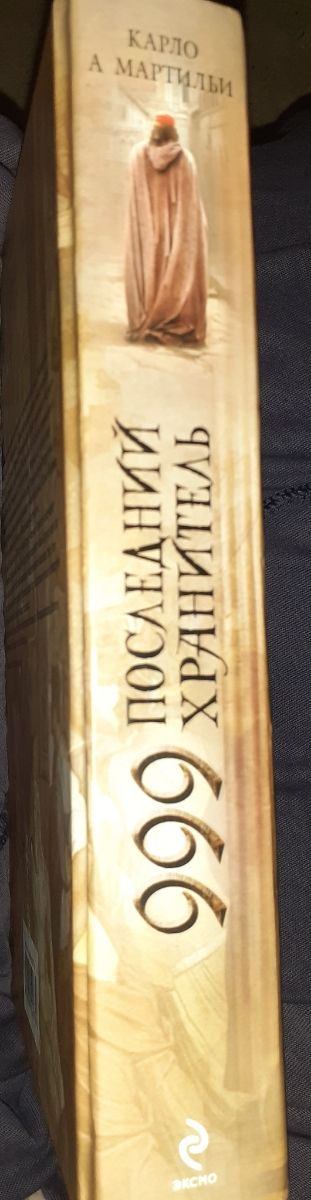 КАРЛО
А МАРТИЛЬИ
999
ПОСЛЕДНИЙ
ХРАНИТЕЛЬ
ЭКСМО